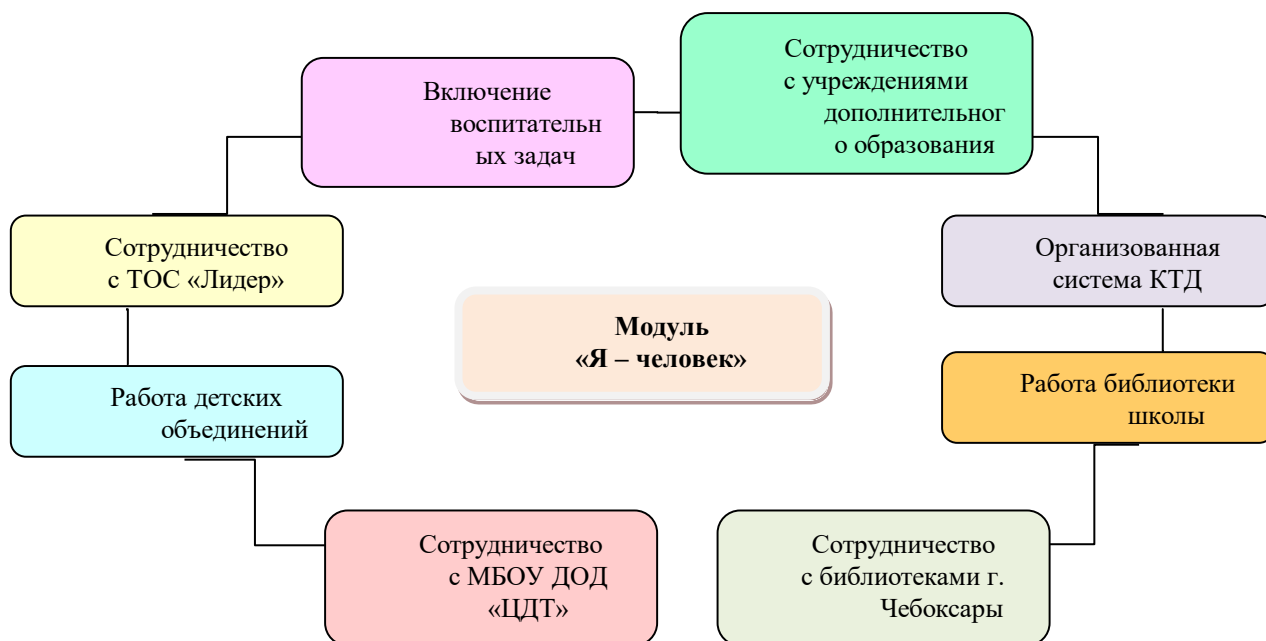 Включение
воспитательн
ых задач
Сотрудничество
с учреждениями
дополнительног
о образования
Сотрудничество
с ТОС «Лидер»
Организованная
система КТД
Модуль
«Я – человек»
Работа детских
объединений
Работа библиотеки
школы
Сотрудничество
с МБОУ ДОД
«ЦДТ»
Сотрудничество
с библиотеками г.
Чебоксары